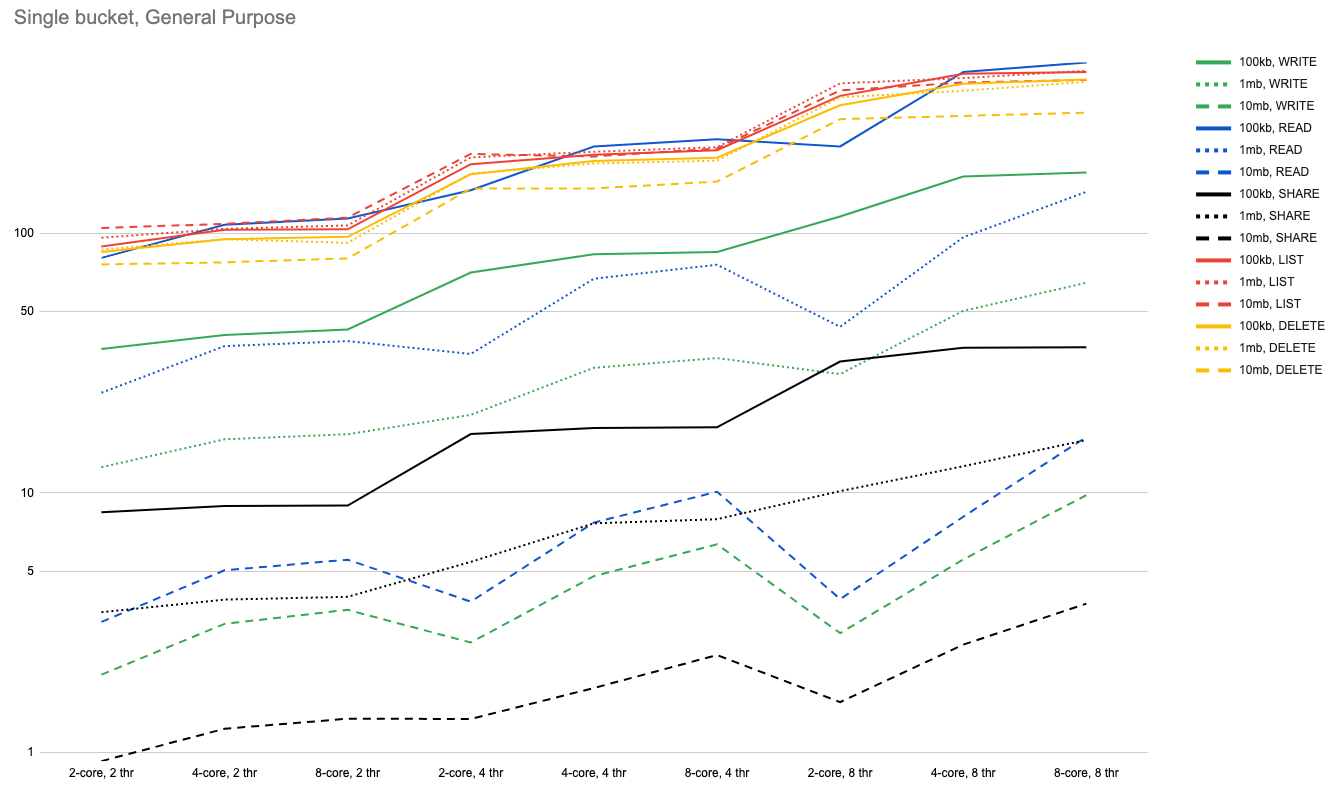 Single bucket, General Purpose
100kb, WRITE
1mb, WRITE
10mb, WRITE
100kb, READ
1mb, READ
10mb, READ
100kb, SHARE
1mb, SHARE
10mb, SHARE
100kb, LIST
1mb, LIST
10mb, LIST
100kb, DELETE
1mb, DELETE
10mb, DELETE
100
50
10
5
1
2-core, 2 thr 4-core, 2 thr 8-core, 2 thr 2-core, 4 thr 4-core, 4 thr 8-core, 4 thr 2-core, 8 thr 4-core, 8 thr 8-core, 8 thr